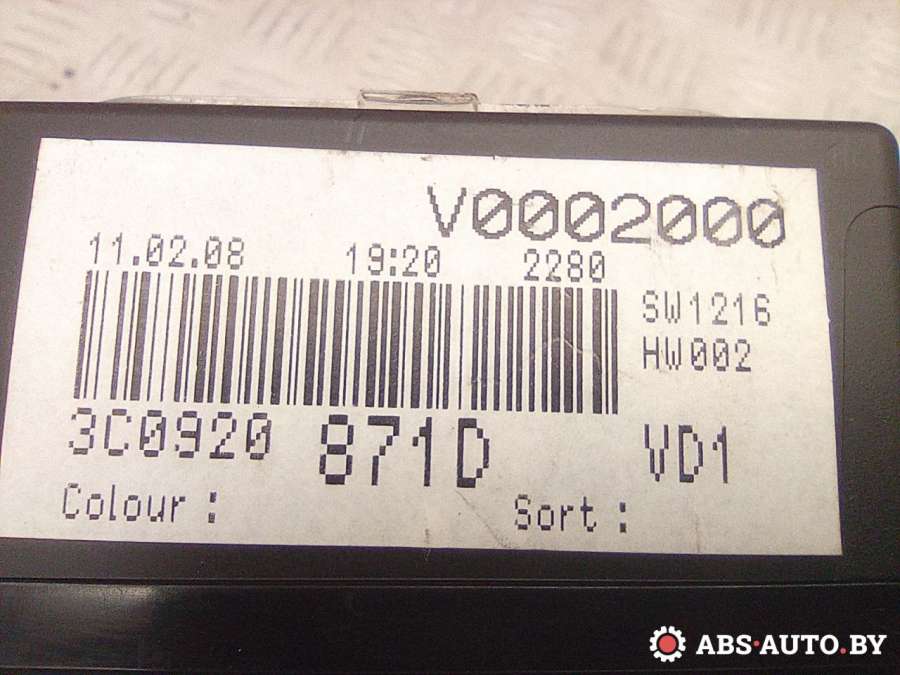 V0002000
11.02.08 19:20 2280
SW1216
HW002
3C0920 871D VD1
Colour : Sort :
ABS-AUTO.BY